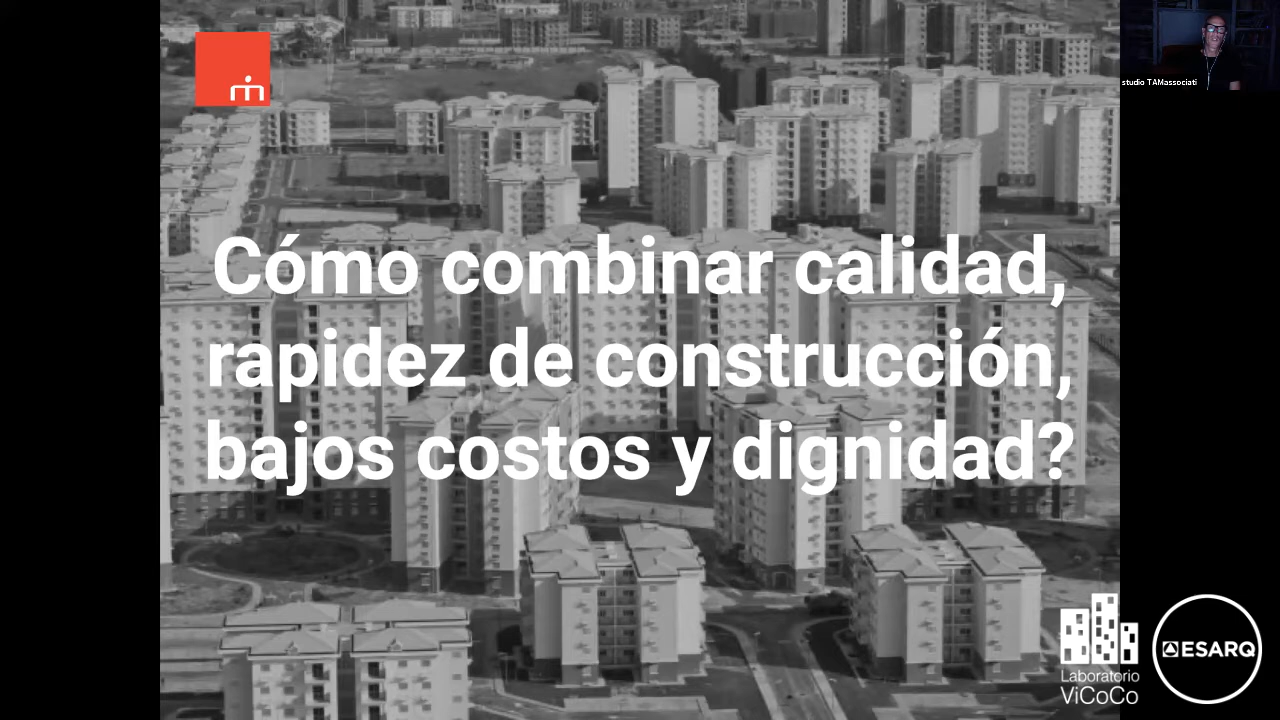 studio TAMassociati
Cómo combinar calidad,
rapidez de construcción,
bajos costos y dignidad?
Laboratorio
ViCoCo
ESARQ